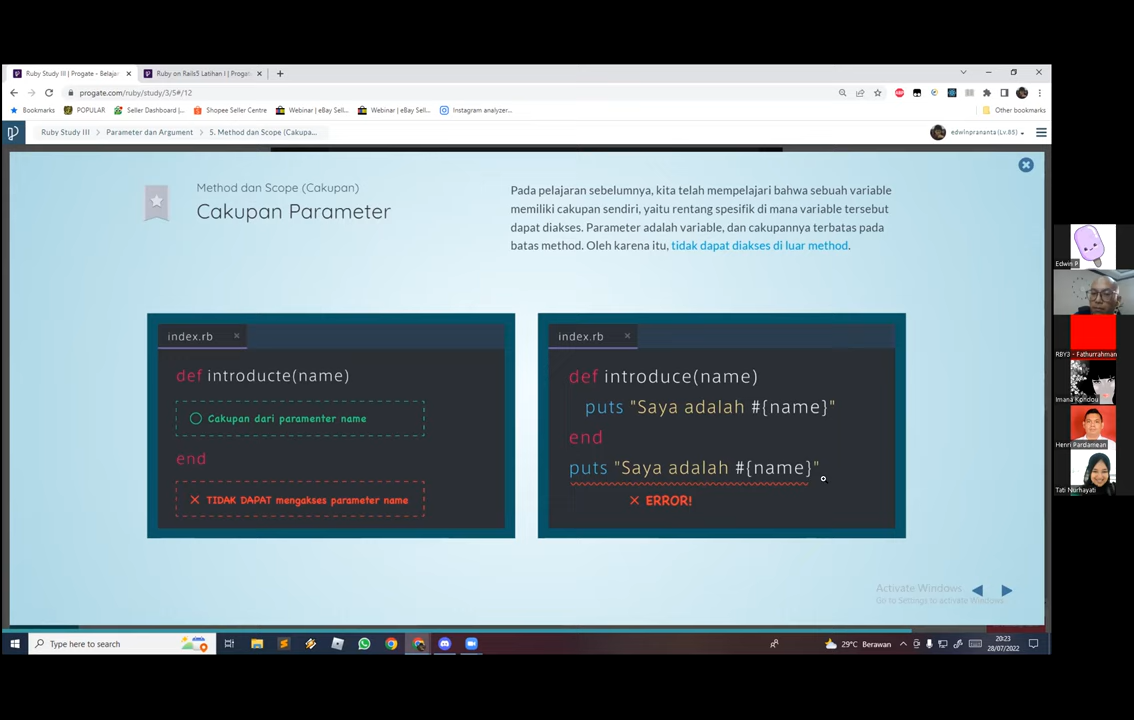 Ruby Study III | Progate - Belaja
Ruby on Rails5 Latihan I | Progat
progate.com/ruby/study/3/5#/12
Bookmarks
POPULAR
Seller Dashboard |...
Shopee Seller Centre
Webinar | eBay Sell...
Webinar | eBay Sell...
Instagram analyzer...
Other bookmarks
Ruby Study III
Parameter dan Argument
5. Method dan Scope (Cakupa...
edwinprananta (Lv.85)
Method dan Scope (Cakupan)
Cakupan Parameter
Pada pelajaran sebelumnya, kita telah mempelajari bahwa sebuah variable
memiliki cakupan sendiri, yaitu rentang spesifik di mana variable tersebut
dapat diakses. Parameter adalah variable, dan cakupannya terbatas pada
batas method. Oleh karena itu, tidak dapat diakses di luar method.
index.rb
def introducte(name)
Cakupan dari paramenter name
end
TIDAK DAPAT mengakses parameter name
index.rb
def introduce(name)
puts "Saya adalah #{name}"
end
puts "Saya adalah #{name}"
ERROR!
Edwin P
RBY3 - Fathurrahman
Imana Kondou
Henri Pardamean
Tati Nurhayati
Activate Windows
Go to Settings to activate Windows.
Type here to search
29°C Berawan
20:23
28/07/2022